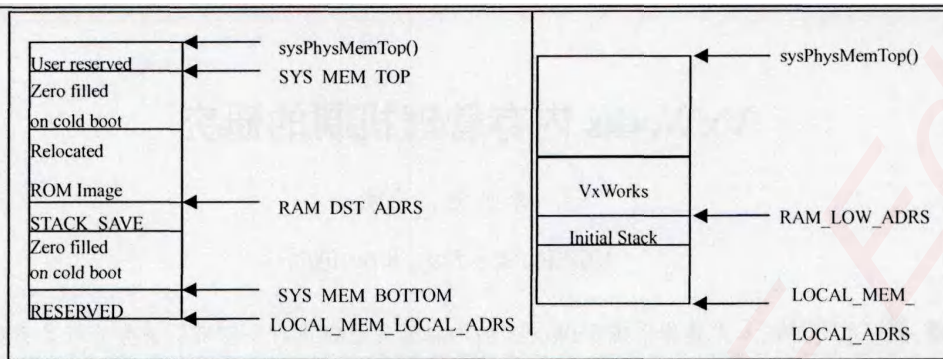 sysPhysMemTop()
User reserved
SYS MEM TOP
Zero filled
on cold boot
Relocated
ROM Image
RAM DST ADRS
STACK SAVE
Zero filled
on cold boot
SYS MEM BOTTOM
RESERVED
LOCAL_MEM_LOCAL_ADRS
sysPhysMemTop()
VxWorks
RAM_LOW_ADRS
Initial Stack
LOCAL_MEM_
LOCAL_ADRS